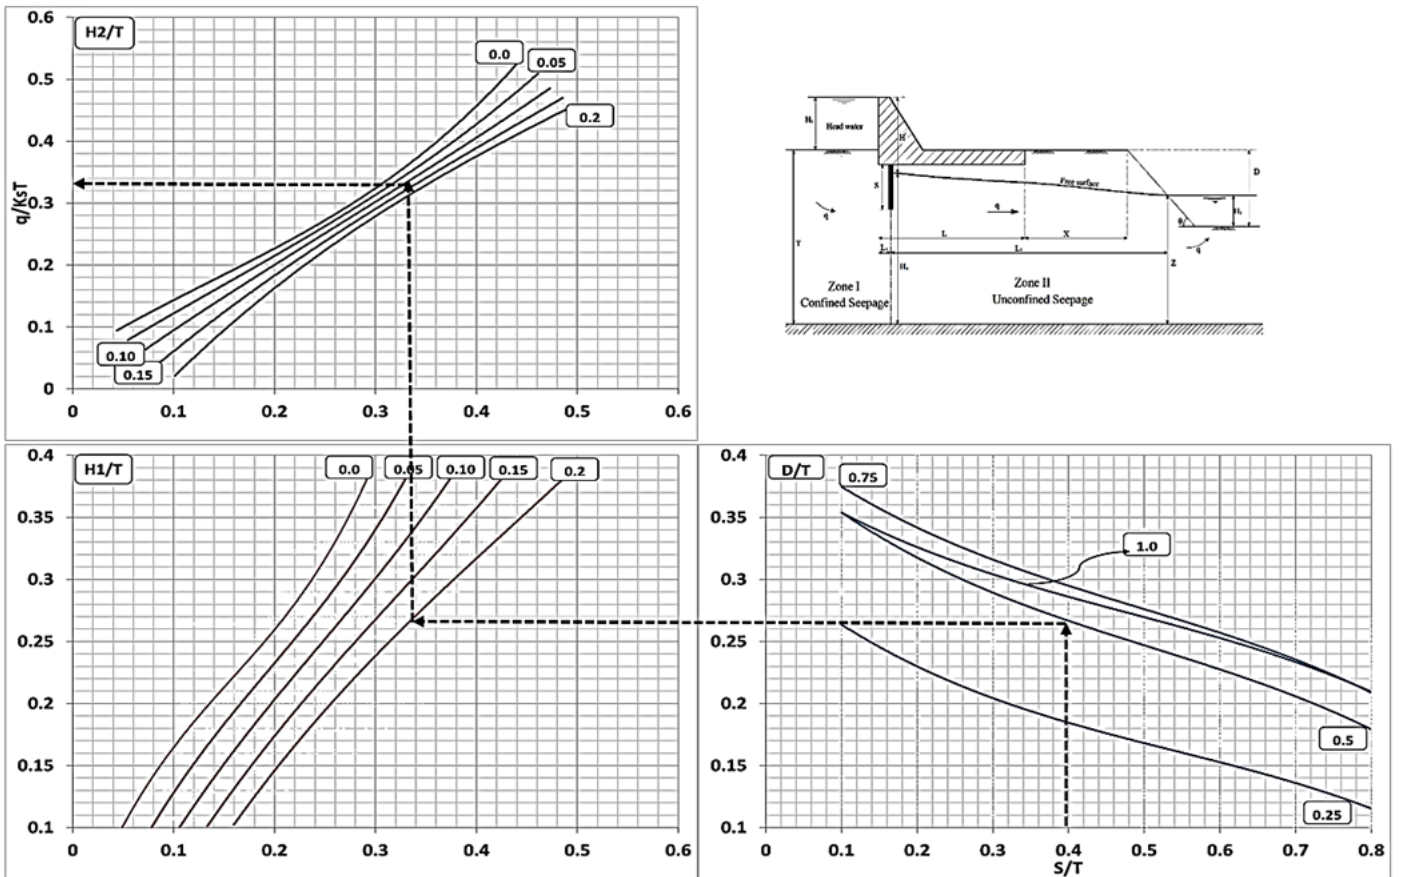 0.6
H2/T
0.0
0.05
0.5
0.4
0.2
q/KsT
0.3
0.2
0.1
0.10
0.15
0
0 0.1 0.2 0.3 0.4 0.5 0.6
Head water
H
D
S
Free surface
q
q
θ
q
L X
T
Z
Zone I
Confined Seepage
Zone II
Unconfined Seepage
0.4
H1/T
0.0 0.05 0.10 0.15 0.2
0.35
0.3
0.25
0.2
0.15
0.1
0 0.1 0.2 0.3 0.4 0.5 0.6
0.4
D/T
0.75
0.35
1.0
0.3
0.25
0.2
0.5
0.15
0.25
0.1
0 0.1 0.2 0.3 0.4 0.5 0.6 0.7 0.8
S/T